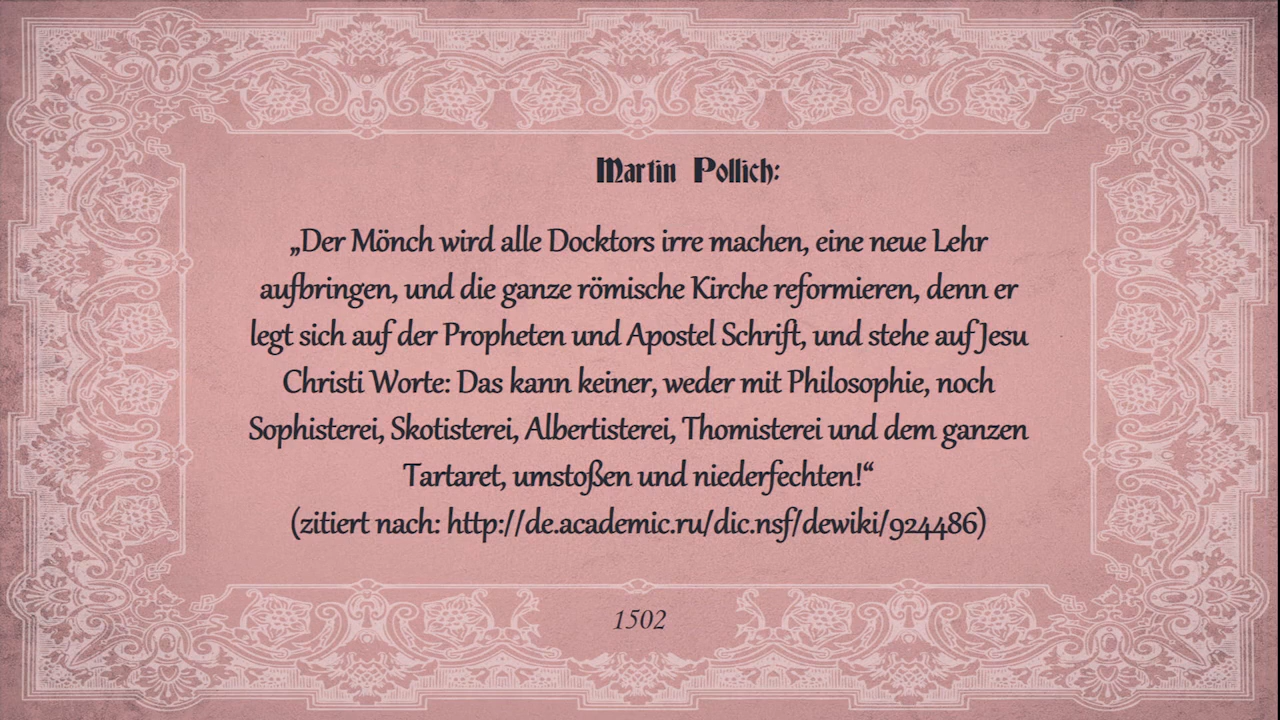 Martin Pollich:
„Der Mönch wird alle Docktors irre machen, eine neue Lehr
aufbringen, und die ganze römische Kirche reformieren, denn er
legt sich auf der Propheten und Apostel Schrift, und stehe auf Jesu
Christi Worte: Das kann keiner, weder mit Philosophie, noch
Sophisterei, Skotisterei, Albertisterei, Thomisterei und dem ganzen
Tartaret, umstoßen und niederfechten!“
(zitiert nach: http://de.academic.ru/dic.nsf/dewiki/924486)
1502